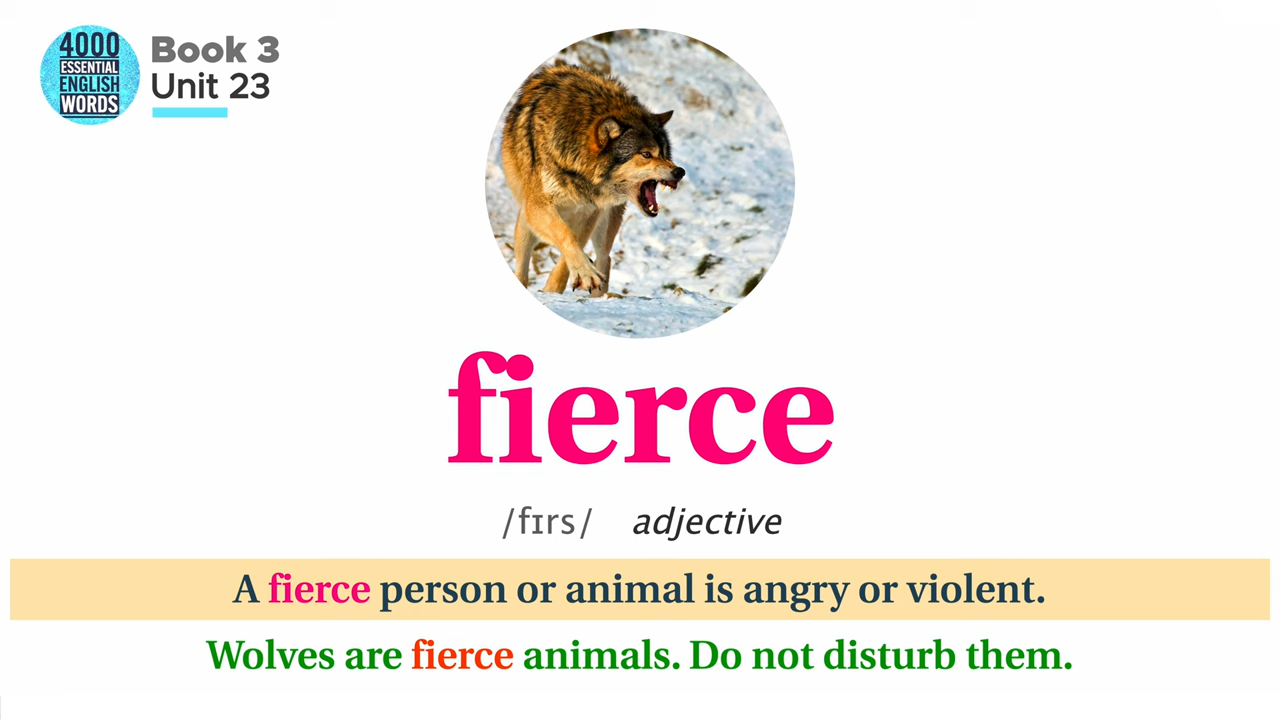 4000
ESSENTIAL
ENGLISH
WORDS
Book 3
Unit 23
fierce
/fɪrs/ adjective
A fierce person or animal is angry or violent.
Wolves are fierce animals. Do not disturb them.